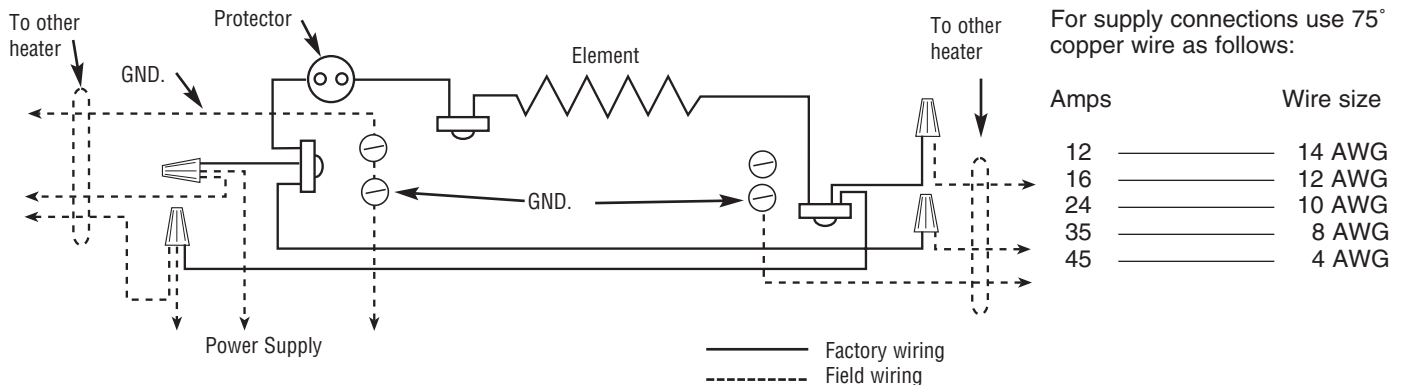 To other
heater
Protector
GND.
Element
To other
heater
GND.
Power Supply
Factory wiring
Field wiring
For supply connections use 75˚
copper wire as follows:
Amps Wire size
12 14 AWG
16 12 AWG
24 10 AWG
35 8 AWG
45 4 AWG